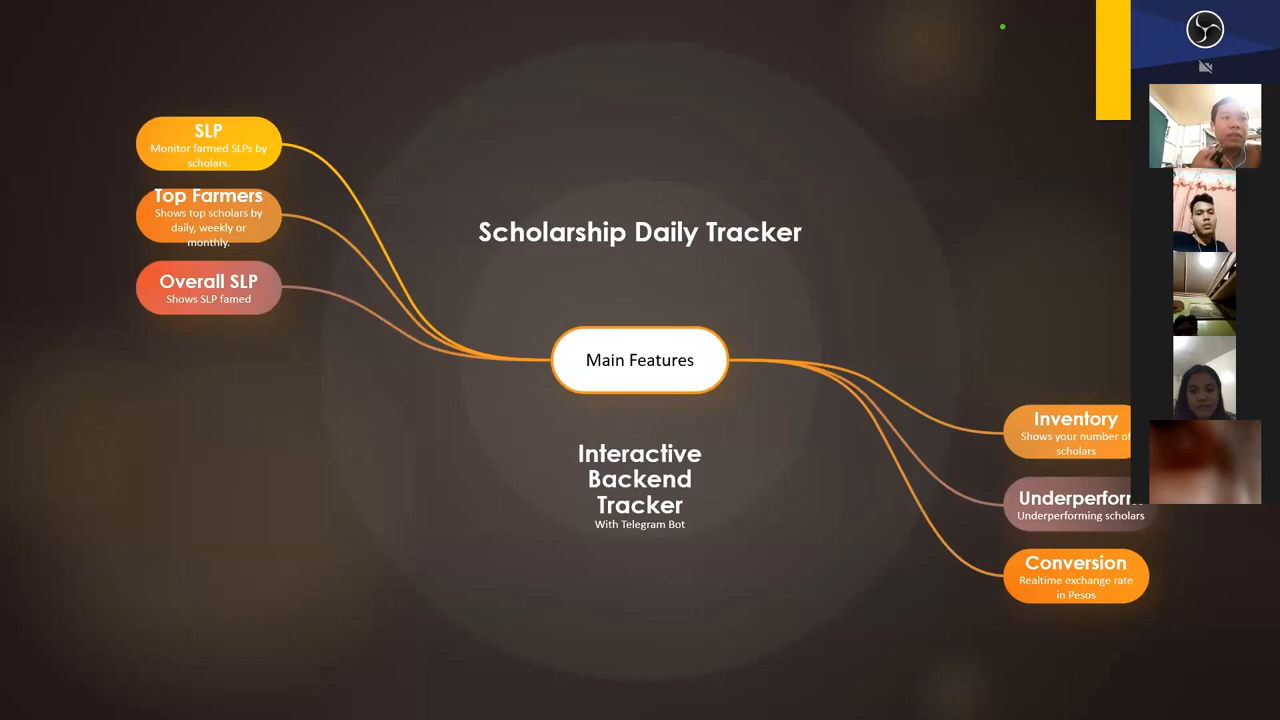 SLP
Monitor farmed SLPs by
scholars.
Top Farmers
Shows top scholars by
daily, weekly or
monthly.
Overall SLP
Shows SLP famed
Scholarship Daily Tracker
Main Features
Interactive
Backend
Tracker
With Telegram Bot
Inventory
Shows your number of
scholars
Underperform
Underperforming scholars
Conversion
Realtime exchange rate
in Pesos